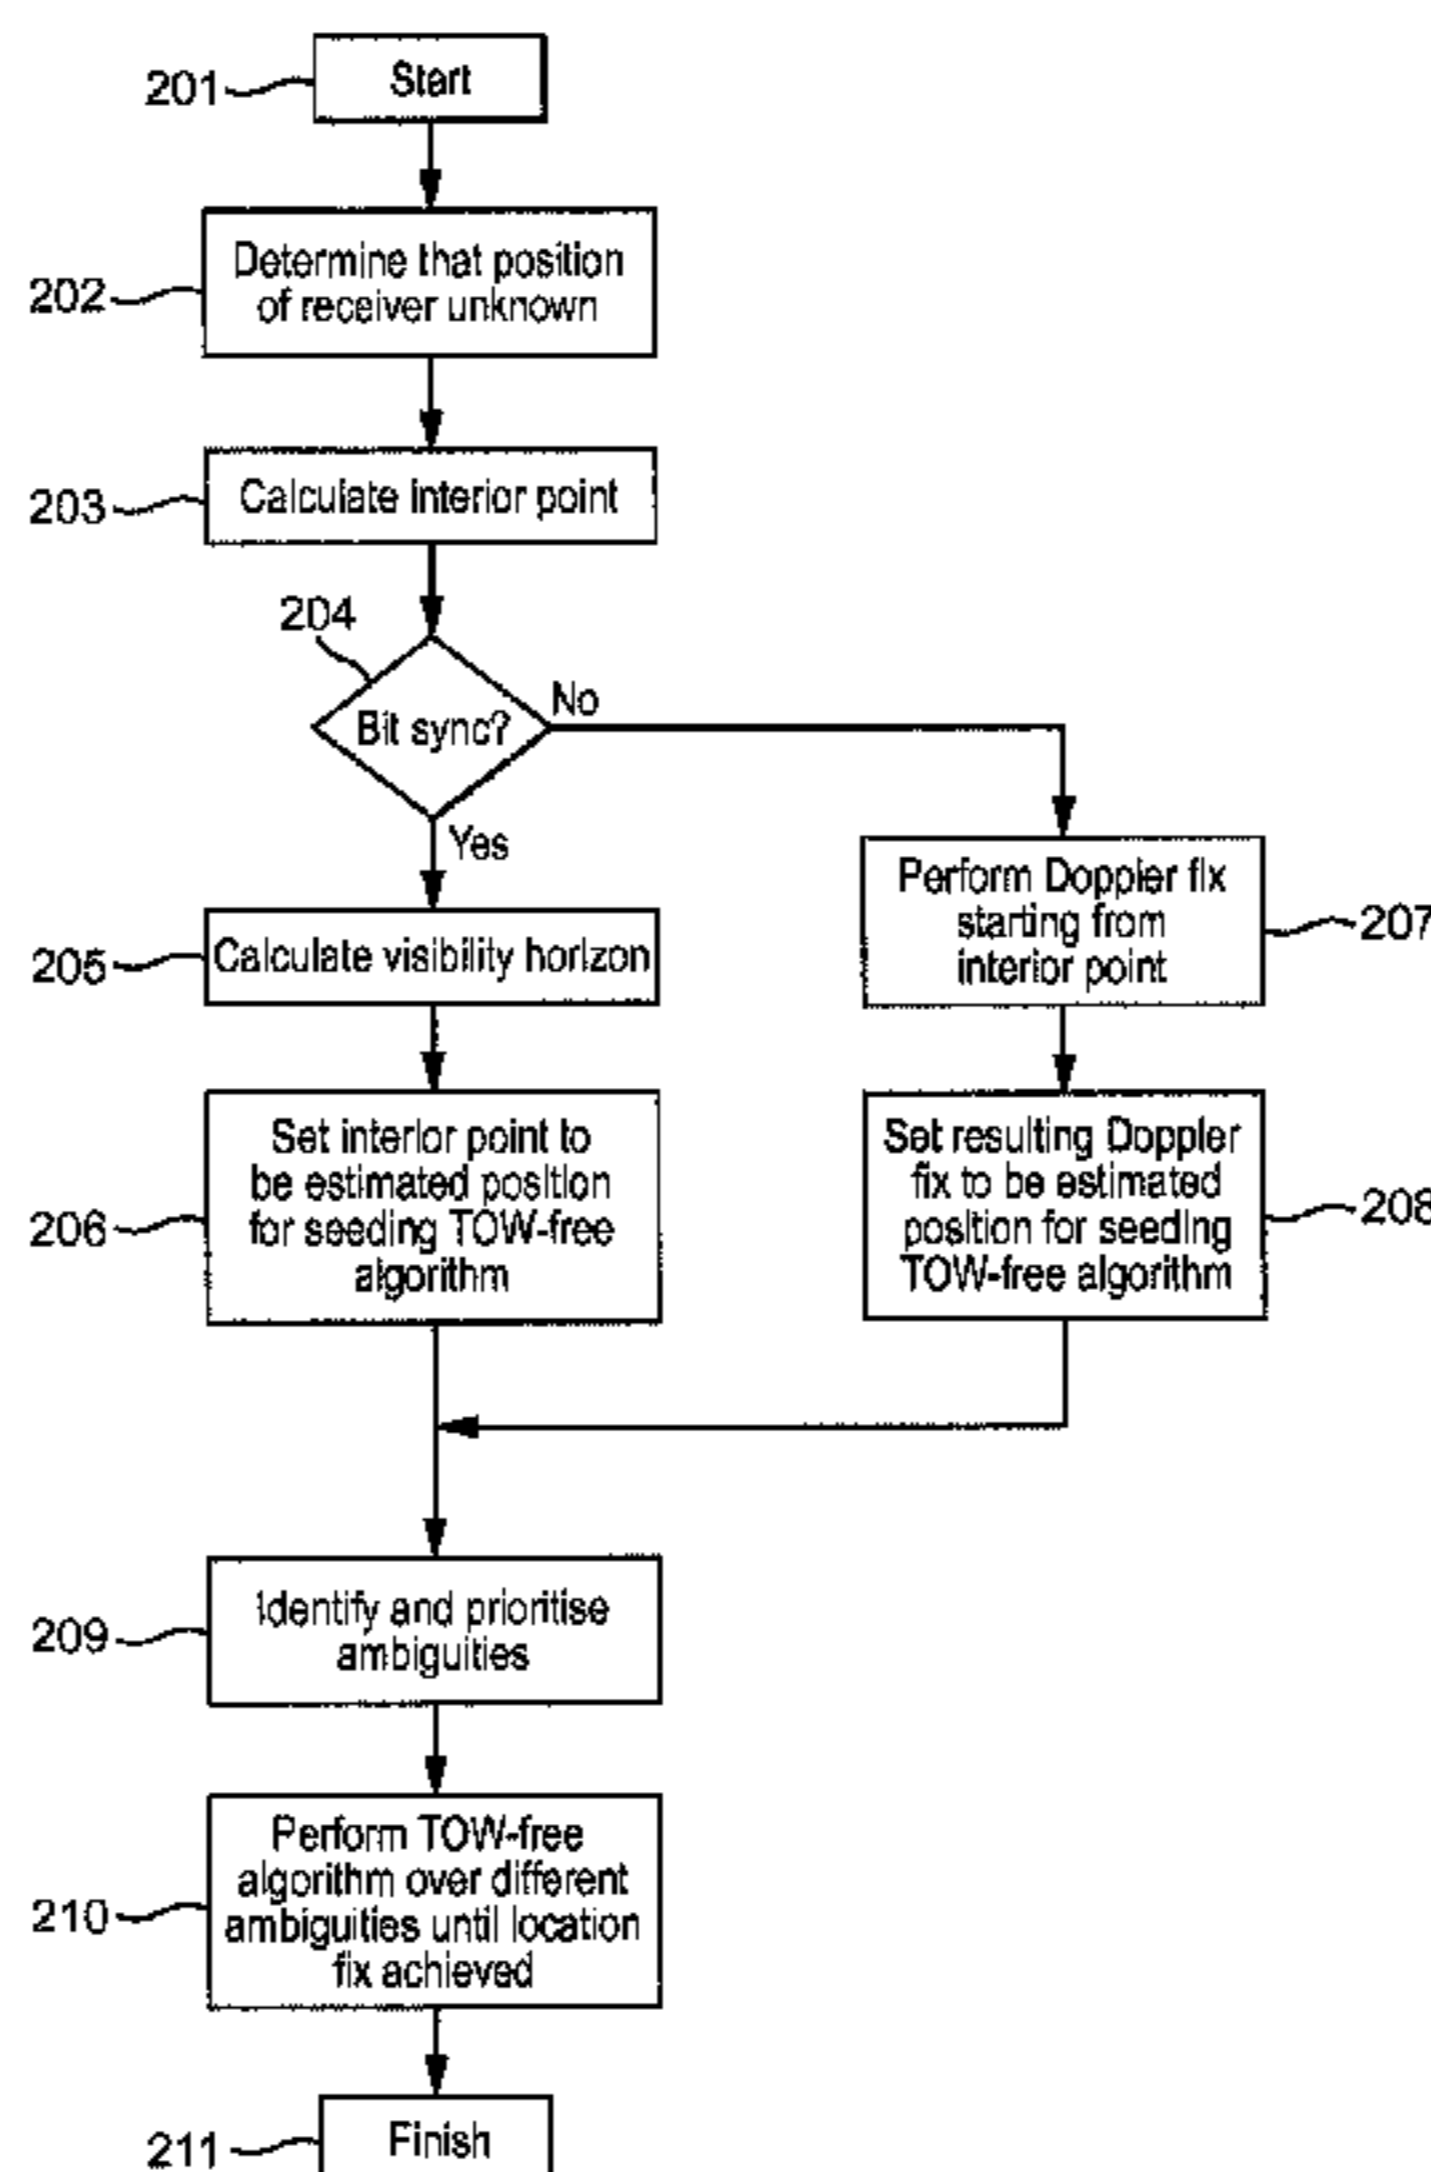 201
Start
202
Determine that position
of receiver unknown
203
Calculate interior point
204
Bit sync?
No
Yes
205
Calculate visibility horizon
Perform Doppler fix
starting from
interior point
207
206
Set interior point to
be estimated position
for seeding TOW-free
algorithm
Set resulting Doppler
fix to be estimated
position for seeding
TOW-free algorithm
208
209
Identify and prioritise
ambiguities
210
Perform TOW-free
algorithm over different
ambiguities until location
fix achieved
211
Finish